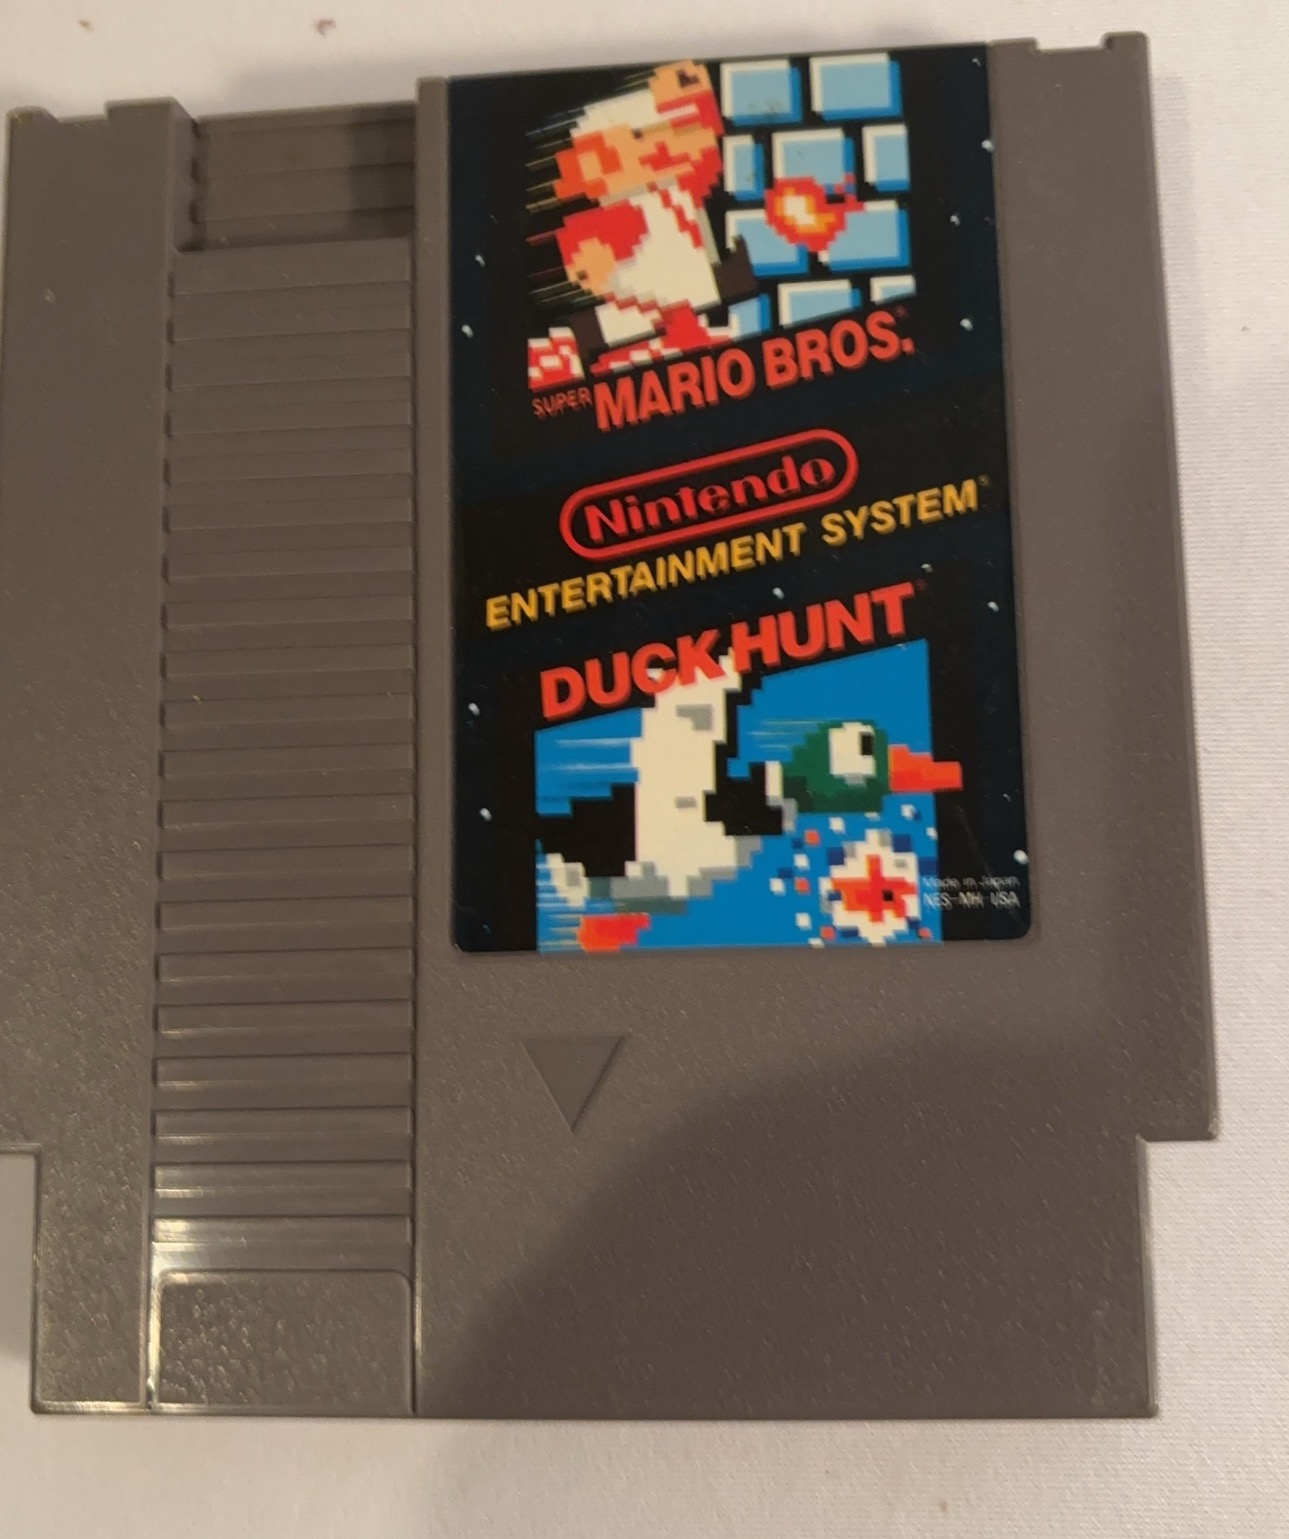 SUPER MARIO BROS.
Nintendo
ENTERTAINMENT SYSTEM
DUCK HUNT
Made in Japan
NES-MH-USA